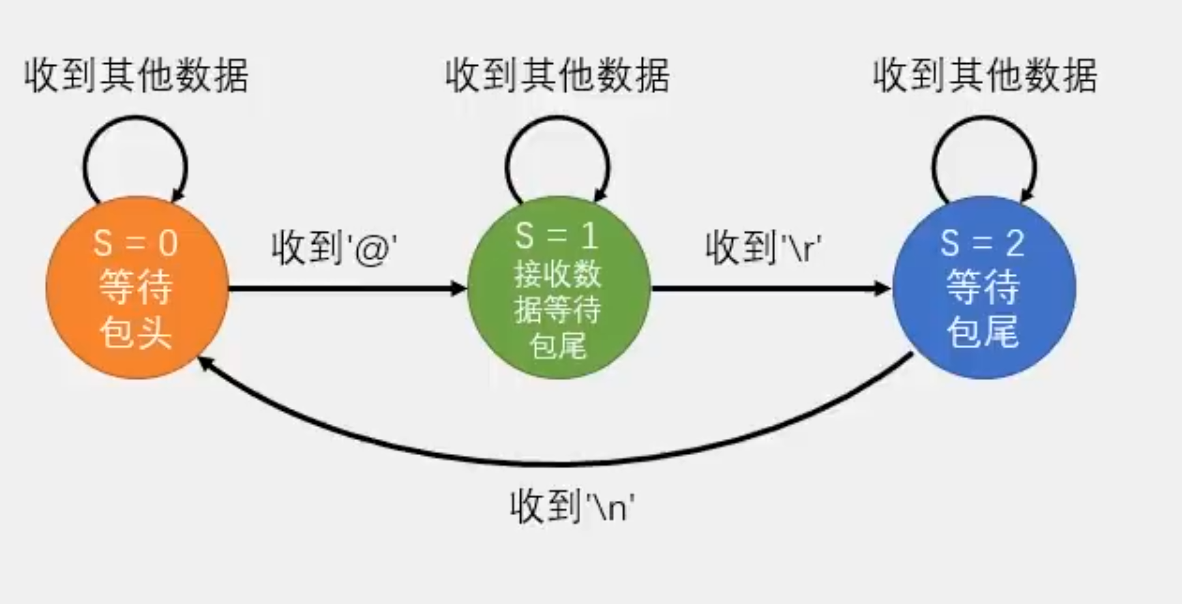 收到其他数据
收到其他数据
收到其他数据
S = 0
等待
包头
收到'@'
S = 1
接收数
据等待
包尾
收到'\r'
S = 2
等待
包尾
收到'\n'